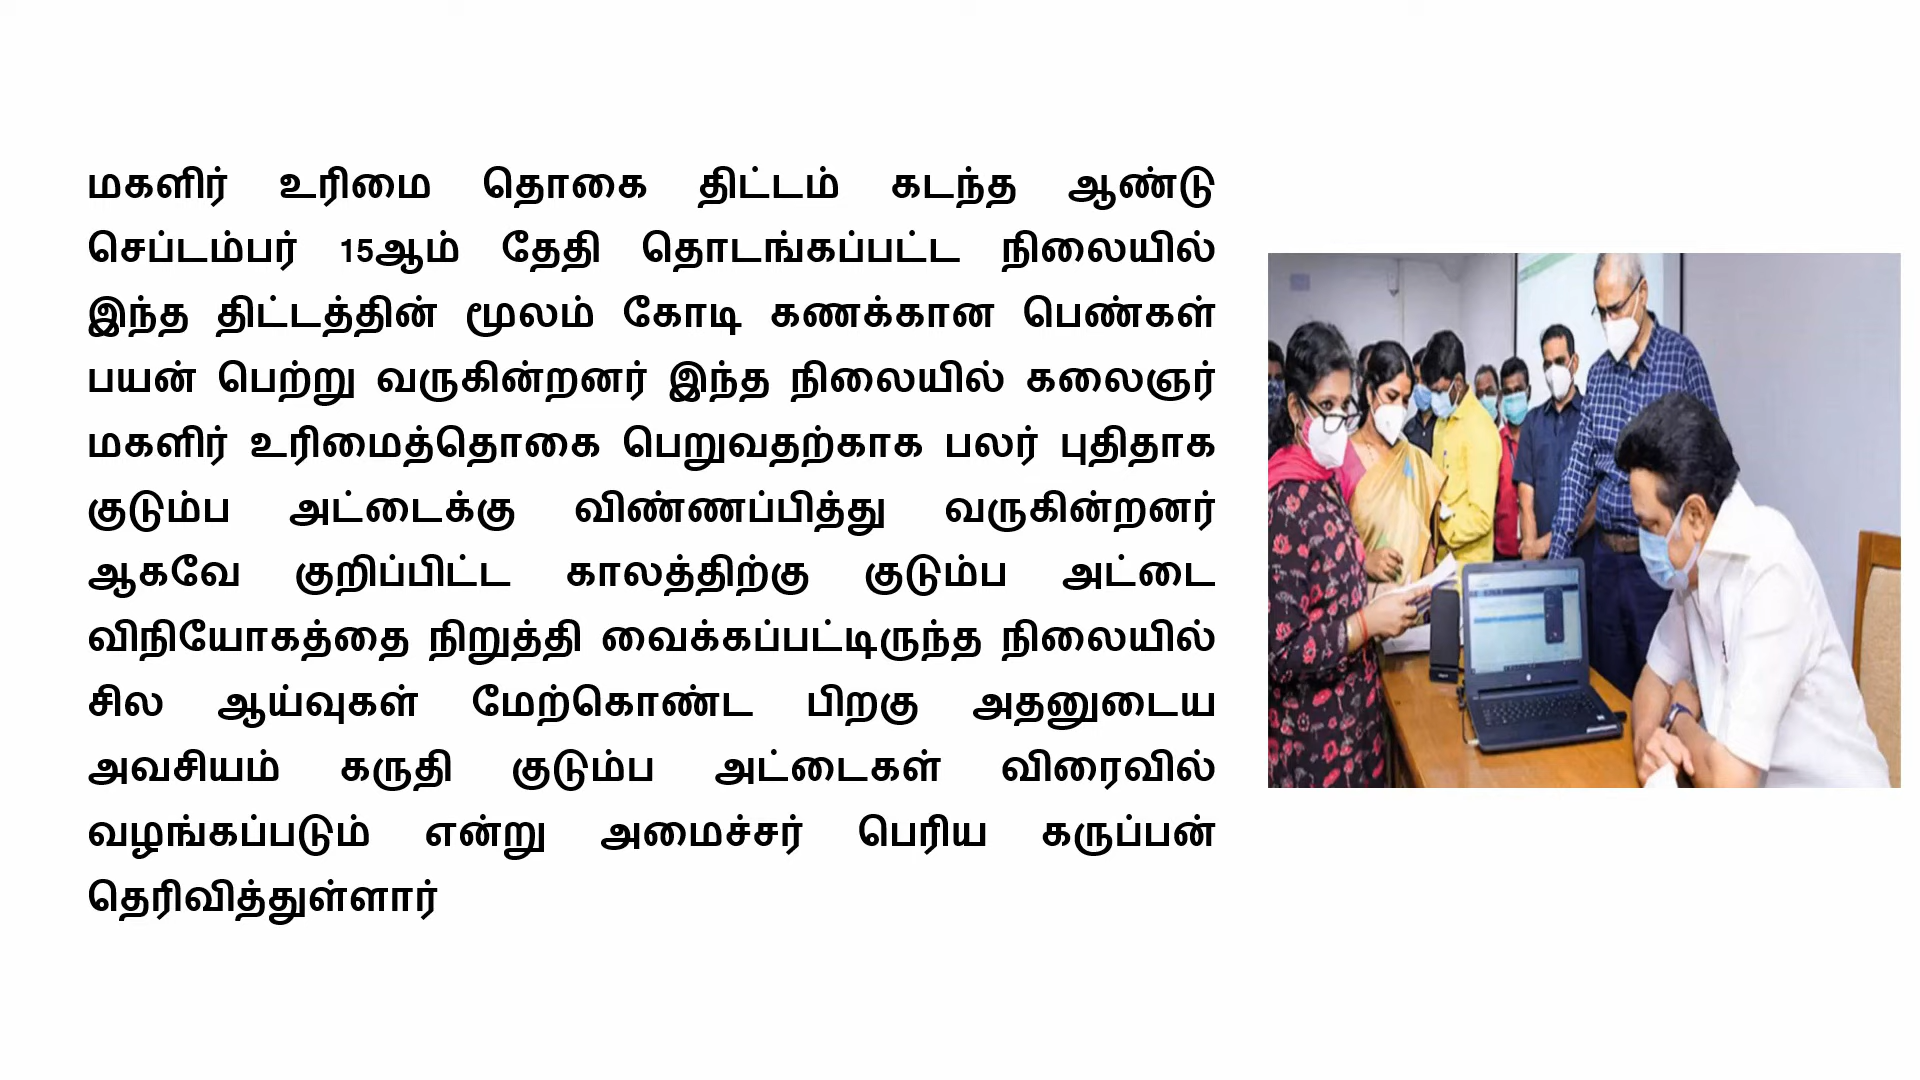 மகளிர் உரிமை தொகை திட்டம் கடந்த ஆண்டு
செப்டம்பர் 15ஆம் தேதி தொடங்கப்பட்ட நிலையில்
இந்த திட்டத்தின் மூலம் கோடி கணக்கான பெண்கள்
பயன் பெற்று வருகின்றனர் இந்த நிலையில் கலைஞர்
மகளிர் உரிமைத்தொகை பெறுவதற்காக பலர் புதிதாக
குடும்ப அட்டைக்கு விண்ணப்பித்து வருகின்றனர்
ஆகவே குறிப்பிட்ட காலத்திற்கு குடும்ப அட்டை
விநியோகத்தை நிறுத்தி வைக்கப்பட்டிருந்த நிலையில்
சில ஆய்வுகள் மேற்கொண்ட பிறகு அதனுடைய
அவசியம் கருதி குடும்ப அட்டைகள் விரைவில்
வழங்கப்படும் என்று அமைச்சர் பெரிய கருப்பன்
தெரிவித்துள்ளார்